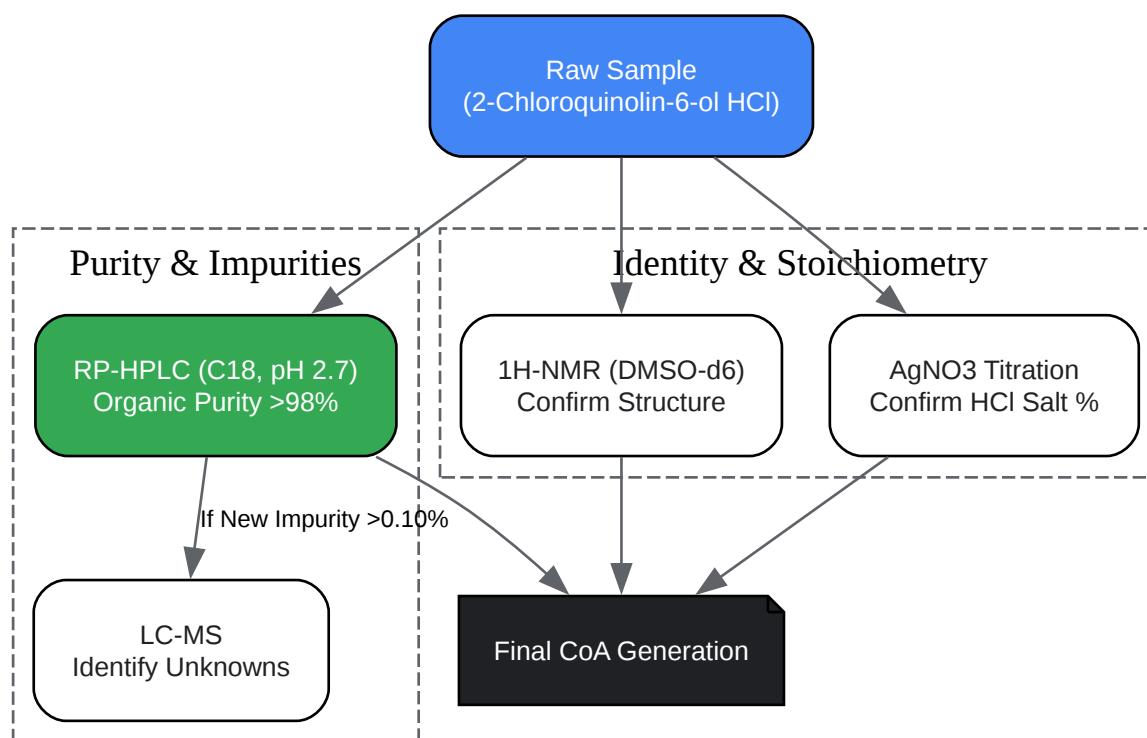 Raw Sample
(2-Chloroquinolin-6-ol HCl)
Purity & Impurities
Identity & Stoichiometry
RP-HPLC (C18, pH 2.7)
Organic Purity >98%
1H-NMR (DMSO-d6)
Confirm Structure
AgNO3 Titration
Confirm HCl Salt %
If New Impurity >0.10%
LC-MS
Identify Unknowns
Final CoA Generation